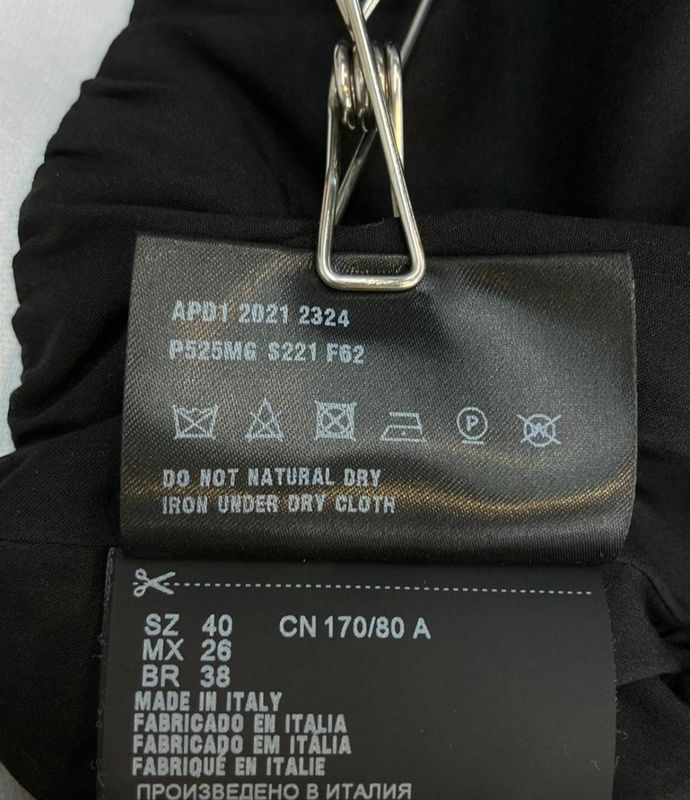 APD1 2021 2324
P525MG S221 F62
P
W
DO NOT NATURAL DRY
IRON UNDER DRY CLOTH
SZ 40 CN 170/80 A
MX 26
BR 38
MADE IN ITALY
FABRICADO EN ITALIA
FABRICADO EM ITÁLIA
FABRIQUÉ EN ITALIE
ПРОИЗВЕДЕНО В ИТАЛИЯ